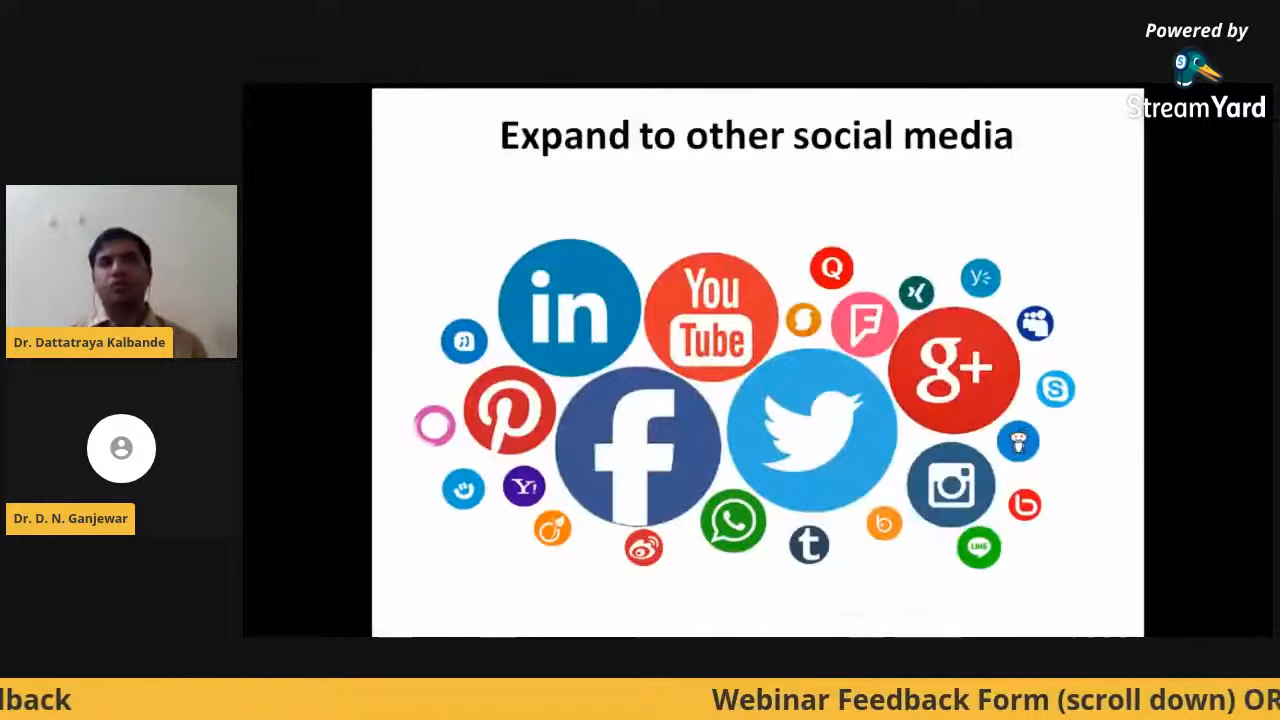 Powered by
StreamYard
Expand to other social media
in
You
Tube
Q
y
g+
f
Y!
t
b
LINE
Dr. Dattatraya Kalbande
Dr. D. N. Ganjewar
lback
Webinar Feedback Form (scroll down) OR